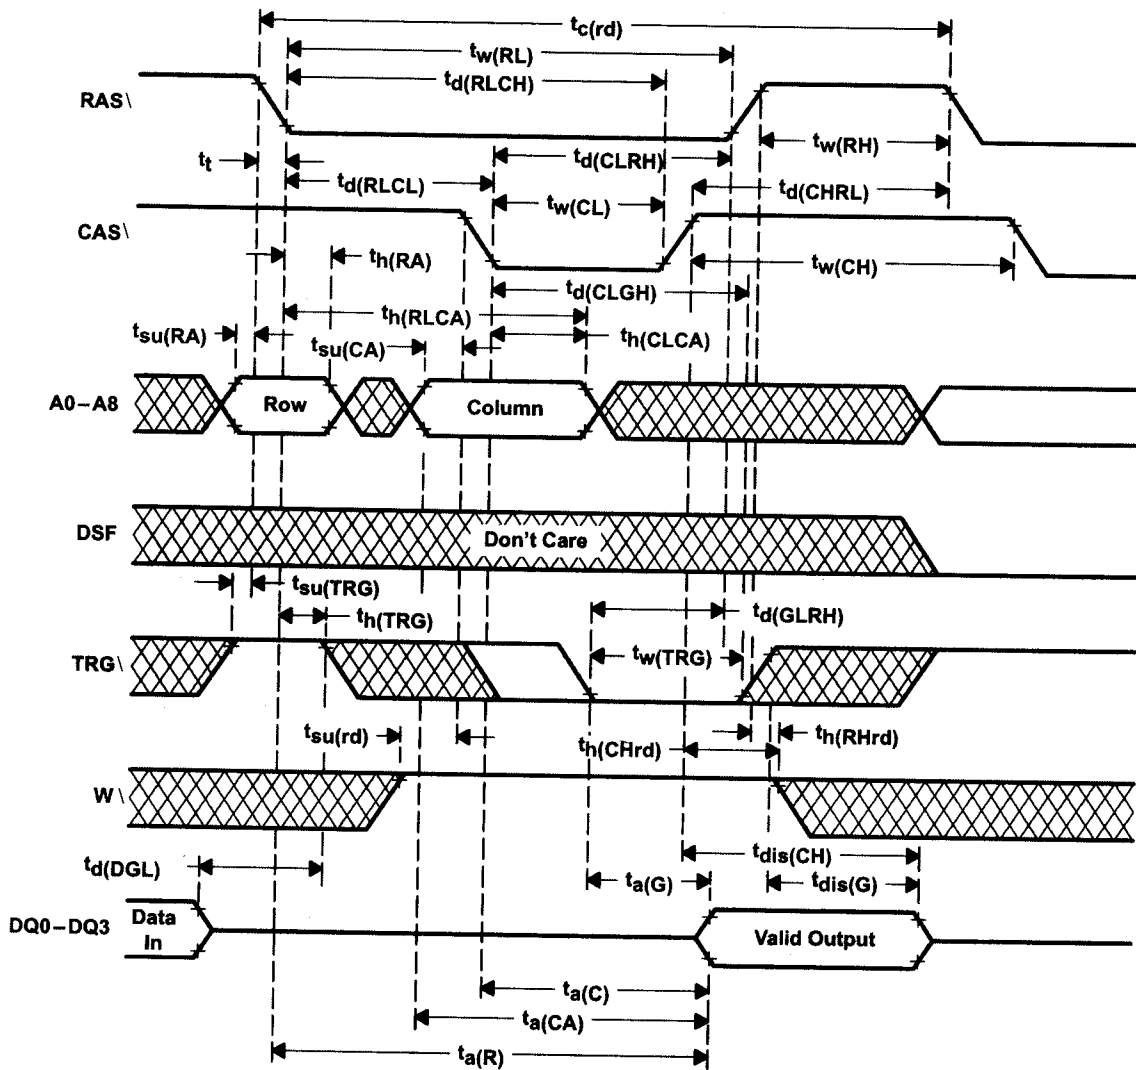 tc(rd)
tw(RL)
td(RLCH)
RAS\
tw(RH)
tt
td(CLRH)
td(RLCL)
td(CHRL)
tw(CL)
CAS\
th(RA)
tw(CH)
td(CLGH)
th(RLCA)
tsu(RA)
tsu(CA)
th(CLCA)
A0–A8
Row
Column
DSF
Don't Care
tsu(TRG)
th(TRG)
td(GLRH)
TRG\
tw(TRG)
tsu(rd)
th(CHrd)
th(RHrd)
W\
tdis(CH)
td(DGL)
ta(G)
tdis(G)
DQ0–DQ3
Data
In
Valid Output
ta(C)
ta(CA)
ta(R)